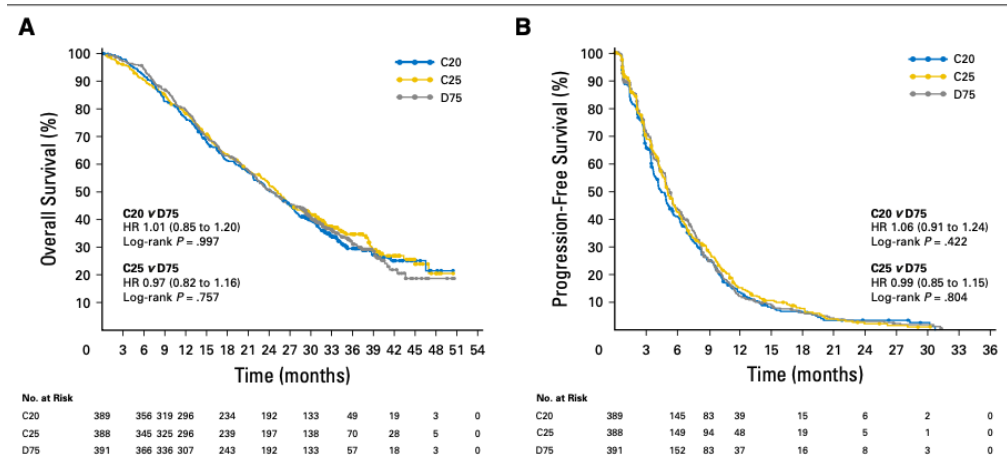 A
Overall Survival (%)
100
90
80
70
60
50
40
30
20
10
C20
C25
D75
C20 v D75
HR 1.01 (0.85 to 1.20)
Log-rank P = .997
C25 v D75
HR 0.97 (0.82 to 1.16)
Log-rank P = .757
0 3 6 9 12 15 18 21 24 27 30 33 36 39 42 45 48 51 54
Time (months)
No. at Risk
C20 389 356 319 296 234 192 133 49 19 3 0
C25 388 345 325 296 239 197 138 70 28 5 0
D75 391 366 336 307 243 192 133 57 18 3 0
B
Progression-Free Survival (%)
100
90
80
70
60
50
40
30
20
10
C20
C25
D75
C20 v D75
HR 1.06 (0.91 to 1.24)
Log-rank P = .422
C25 v D75
HR 0.99 (0.85 to 1.15)
Log-rank P = .804
0 3 6 9 12 15 18 21 24 27 30 33 36
Time (months)
No. at Risk
C20 389 145 83 39 15 6 2 0
C25 388 149 94 48 19 5 1 0
D75 391 152 83 37 16 8 3 0